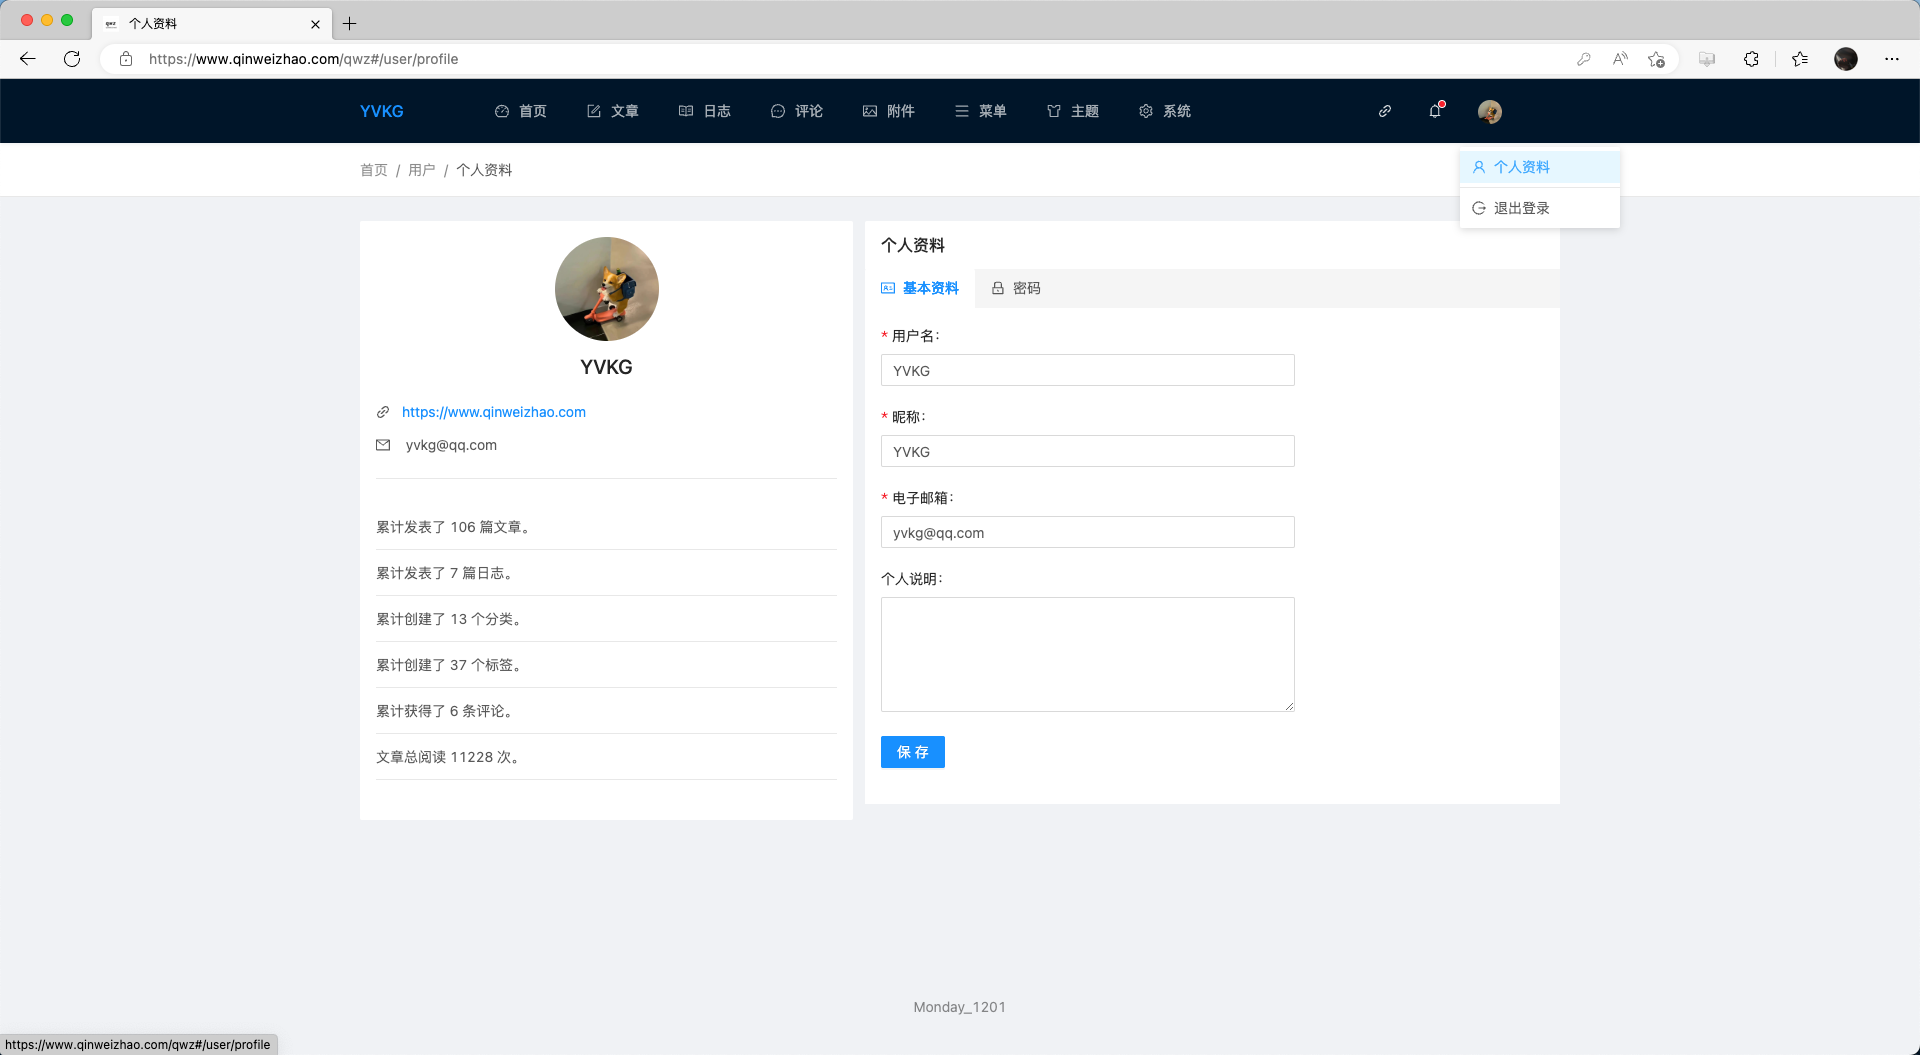 个人资料
https://www.qinweizhao.com/qwz#/user/profile
YVKG 首页 文章 日志 评论 附件 菜单 主题 系统
首页 / 用户 / 个人资料
个人资料
退出登录
YVKG
https://www.qinweizhao.com
yvkg@qq.com
累计发表了 106 篇文章。
累计发表了 7 篇日志。
累计创建了 13 个分类。
累计创建了 37 个标签。
累计获得了 6 条评论。
文章总阅读 11228 次。
个人资料
基本资料 密码
* 用户名:
YVKG
* 昵称:
YVKG
* 电子邮箱:
yvkg@qq.com
个人说明:
保 存
Monday_1201
https://www.qinweizhao.com/qwz#/user/profile